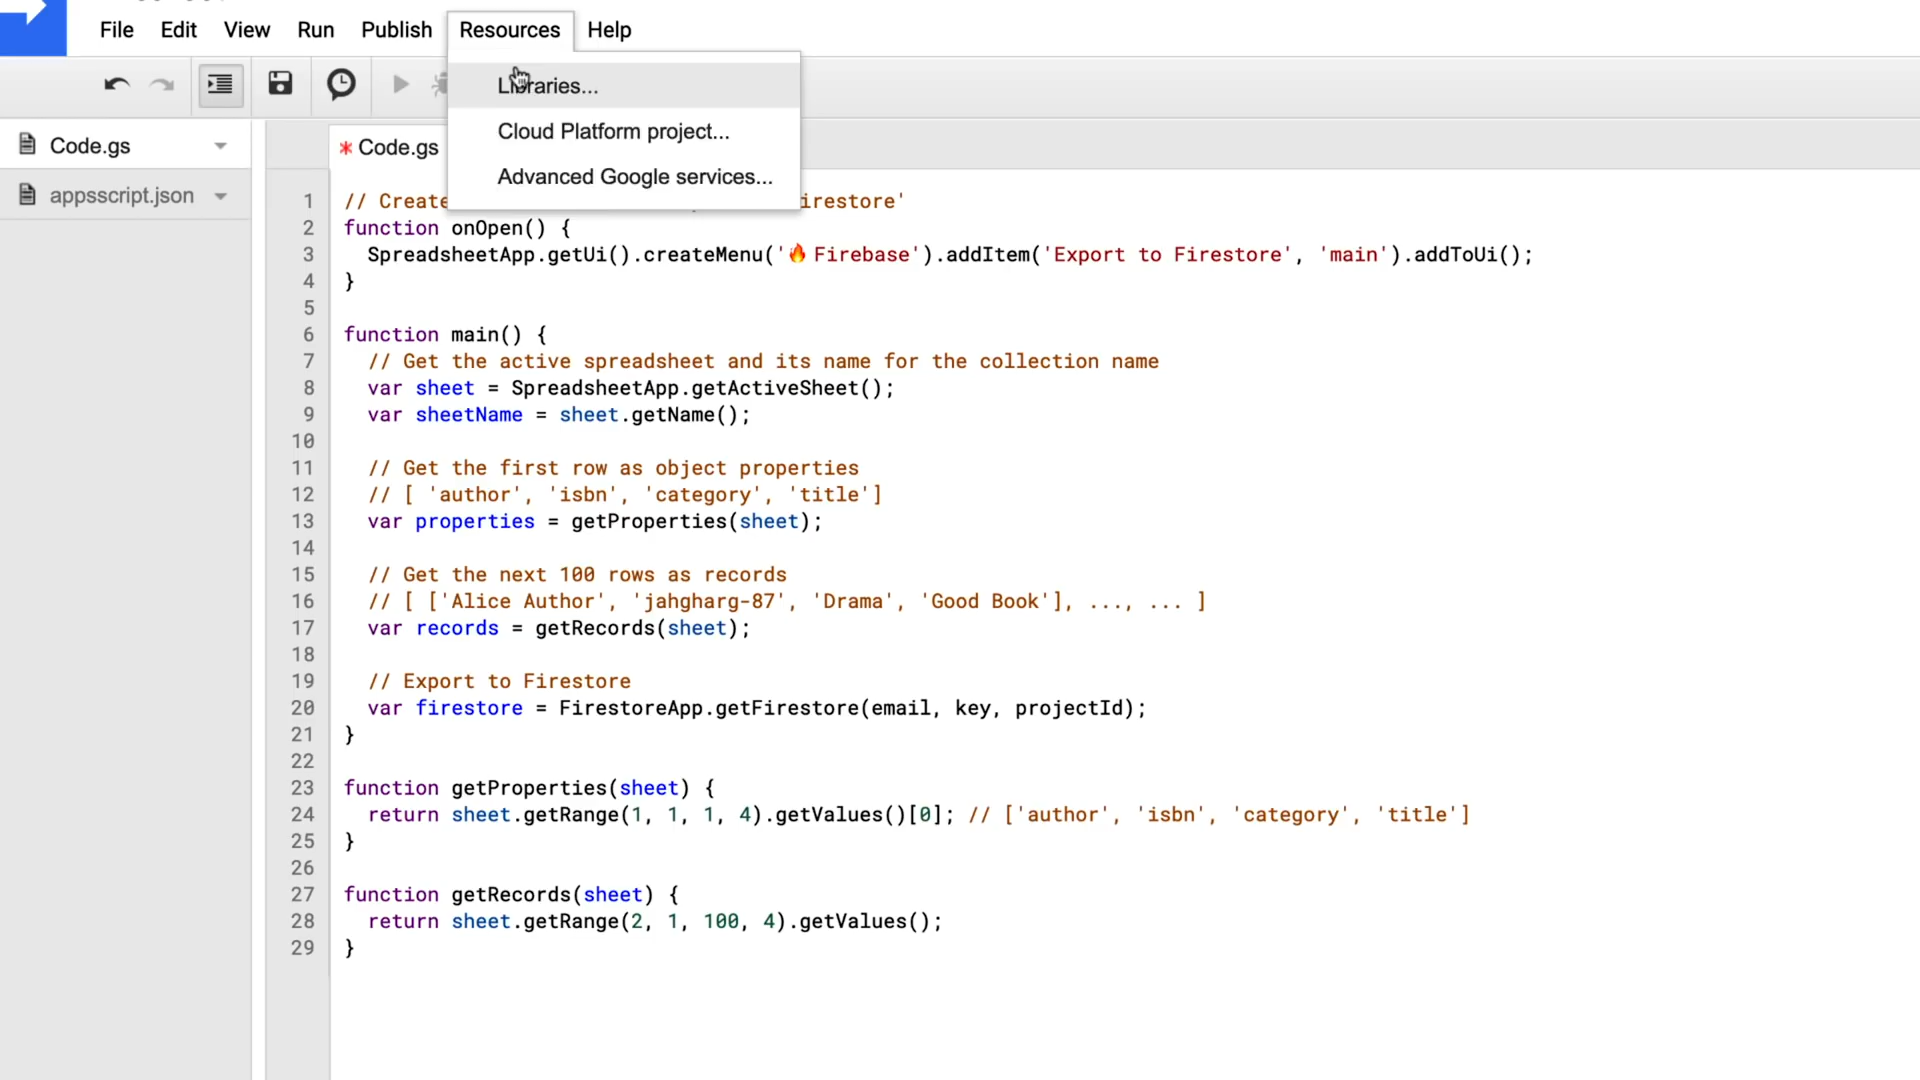 File Edit View Run Publish Resources Help
Libraries...
Cloud Platform project...
Advanced Google services...
Code.gs
appsscript.json
* Code.gs
1 // Create irestore'
2 function onOpen() {
3 SpreadsheetApp.getUi().createMenu('🔥 Firebase').addItem('Export to Firestore', 'main').addToUi();
4 }
5
6 function main() {
7 // Get the active spreadsheet and its name for the collection name
8 var sheet = SpreadsheetApp.getActiveSheet();
9 var sheetName = sheet.getName();
10
11 // Get the first row as object properties
12 // [ 'author', 'isbn', 'category', 'title']
13 var properties = getProperties(sheet);
14
15 // Get the next 100 rows as records
16 // [ ['Alice Author', 'jahgharg-87', 'Drama', 'Good Book'], ..., ... ]
17 var records = getRecords(sheet);
18
19 // Export to Firestore
20 var firestore = FirestoreApp.getFirestore(email, key, projectId);
21 }
22
23 function getProperties(sheet) {
24 return sheet.getRange(1, 1, 1, 4).getValues()[0]; // ['author', 'isbn', 'category', 'title']
25 }
26
27 function getRecords(sheet) {
28 return sheet.getRange(2, 1, 100, 4).getValues();
29 }